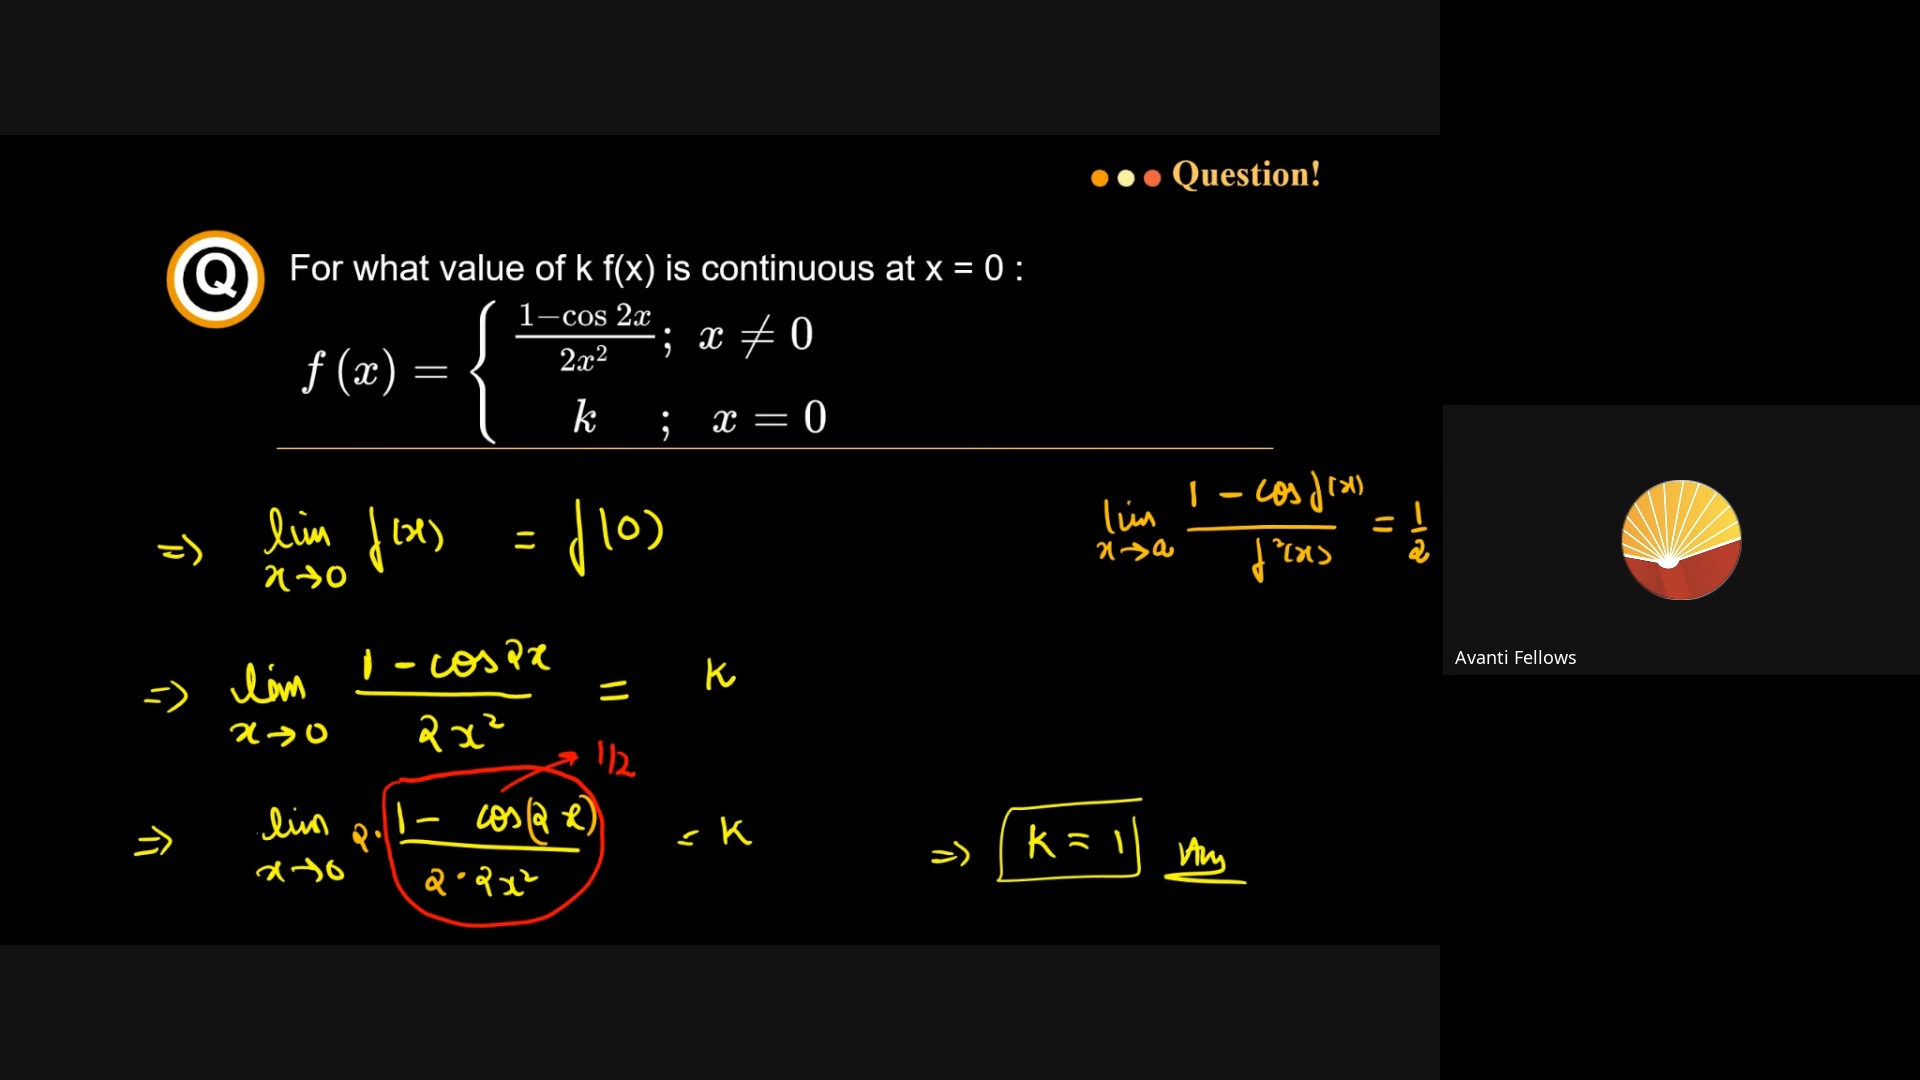 Question!
Q
For what value of k f(x) is continuous at x = 0 :
f (x) = { (1−cos 2x)/(2x²) ; x ≠ 0
k ; x = 0
=> lim x→0 f(x) = f(0)
lim x→a (1 - cos f(x))/(f²(x)) = 1/2
=> lim x→0 (1 - cos 2x)/(2x²) = k
1/2
=> lim x→0 2· (1 - cos(2x))/(2·2x²) = k
=> k = 1 Ans
Avanti Fellows